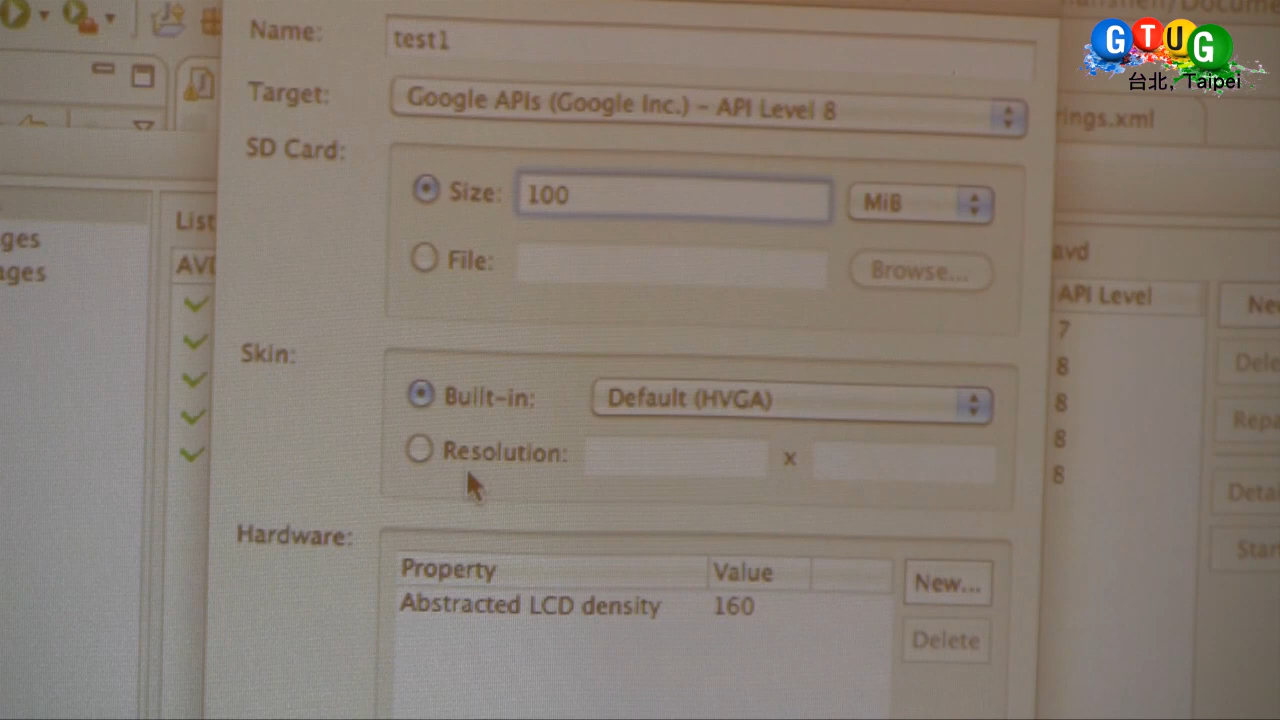 GTUG
台北, Taipei
Name: test1
Target: Google APIs (Google Inc.) - API Level 8
rings.xml
SD Card:
Size: 100 MiB
List
avd
ges
File: Browse...
ages
API Level
7
Skin:
8
Built-in: Default (HVGA)
8
Resolution: x
8
8
Hardware:
Property Value New...
Abstracted LCD density 160
Delete